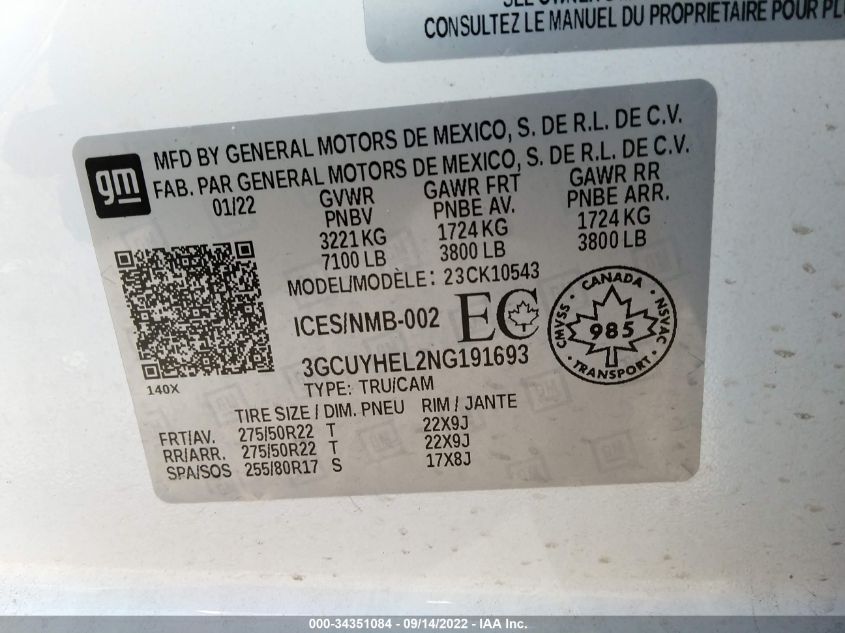 CONSULTEZ LE MANUEL DU PROPRIETAIRE POUR
MFD BY GENERAL MOTORS DE MEXICO, S. DE R.L. DE C.V.
FAB. PAR GENERAL MOTORS DE MEXICO, S. DE R.L. DE C.V.
gm
01/22 GVWR GAWR FRT GAWR RR
PNBV PNBE AV. PNBE ARR.
3221 KG 1724 KG 1724 KG
7100 LB 3800 LB 3800 LB
MODEL/MODÈLE: 23CK10543
ICES/NMB-002 EC
CANADA
CMVSS 985 NSVAC
3GCUYHEL2NG191693
140X TYPE: TRU/CAM
TIRE SIZE / DIM. PNEU RIM / JANTE
FRT/AV. 275/50R22 T 22X9J
RR/ARR. 275/50R22 T 22X9J
SPA/SOS 255/80R17 S 17X8J
000-34351084 - 09/14/2022 - IAA Inc.